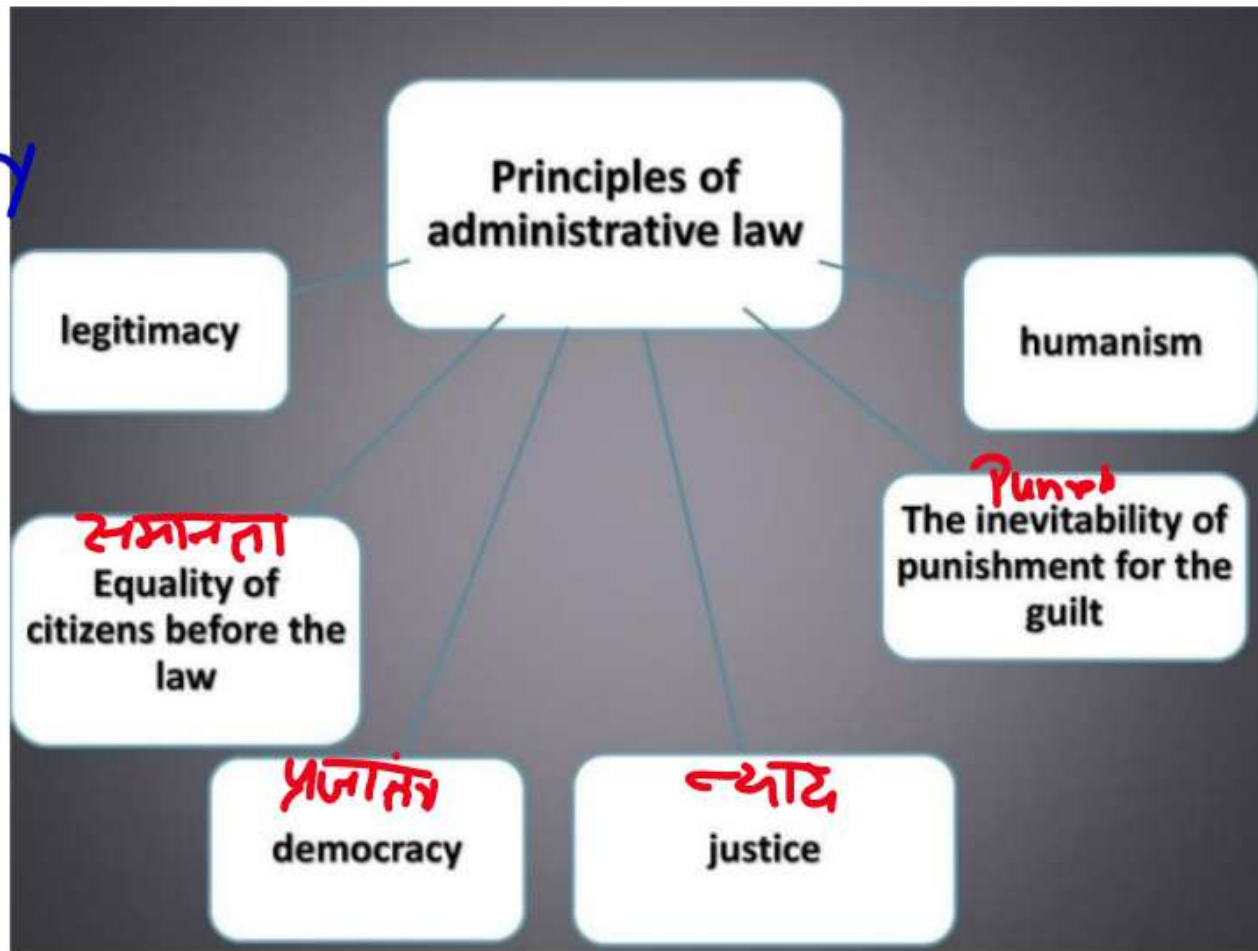 Principles of
administrative law
legitimacy
humanism
समानता
Equality of
citizens before the
law
The inevitability of
punishment for the
guilt
प्रजातंत्र
democracy
न्याय
justice